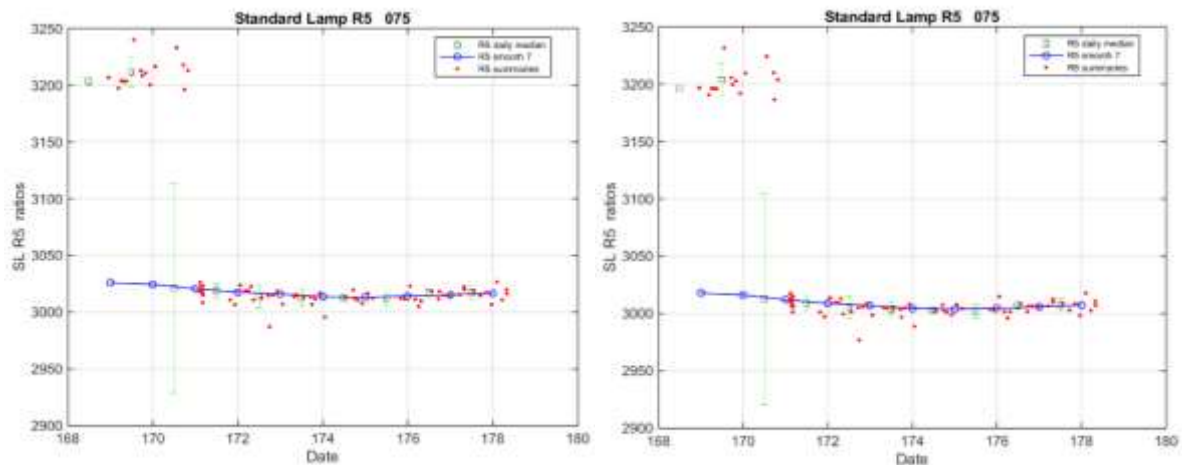 Standard Lamp R5 075
R5 daily median
R5 smooth 7
R5 summaries
SL R5 ratios
3250
3200
3150
3100
3050
3000
2950
2900
168
170
172
174
176
178
180
Date
Standard Lamp R5 075
R5 daily median
R5 smooth 7
R5 summaries
SL R5 ratios
3250
3200
3150
3100
3050
3000
2950
2900
168
170
172
174
176
178
180
Date